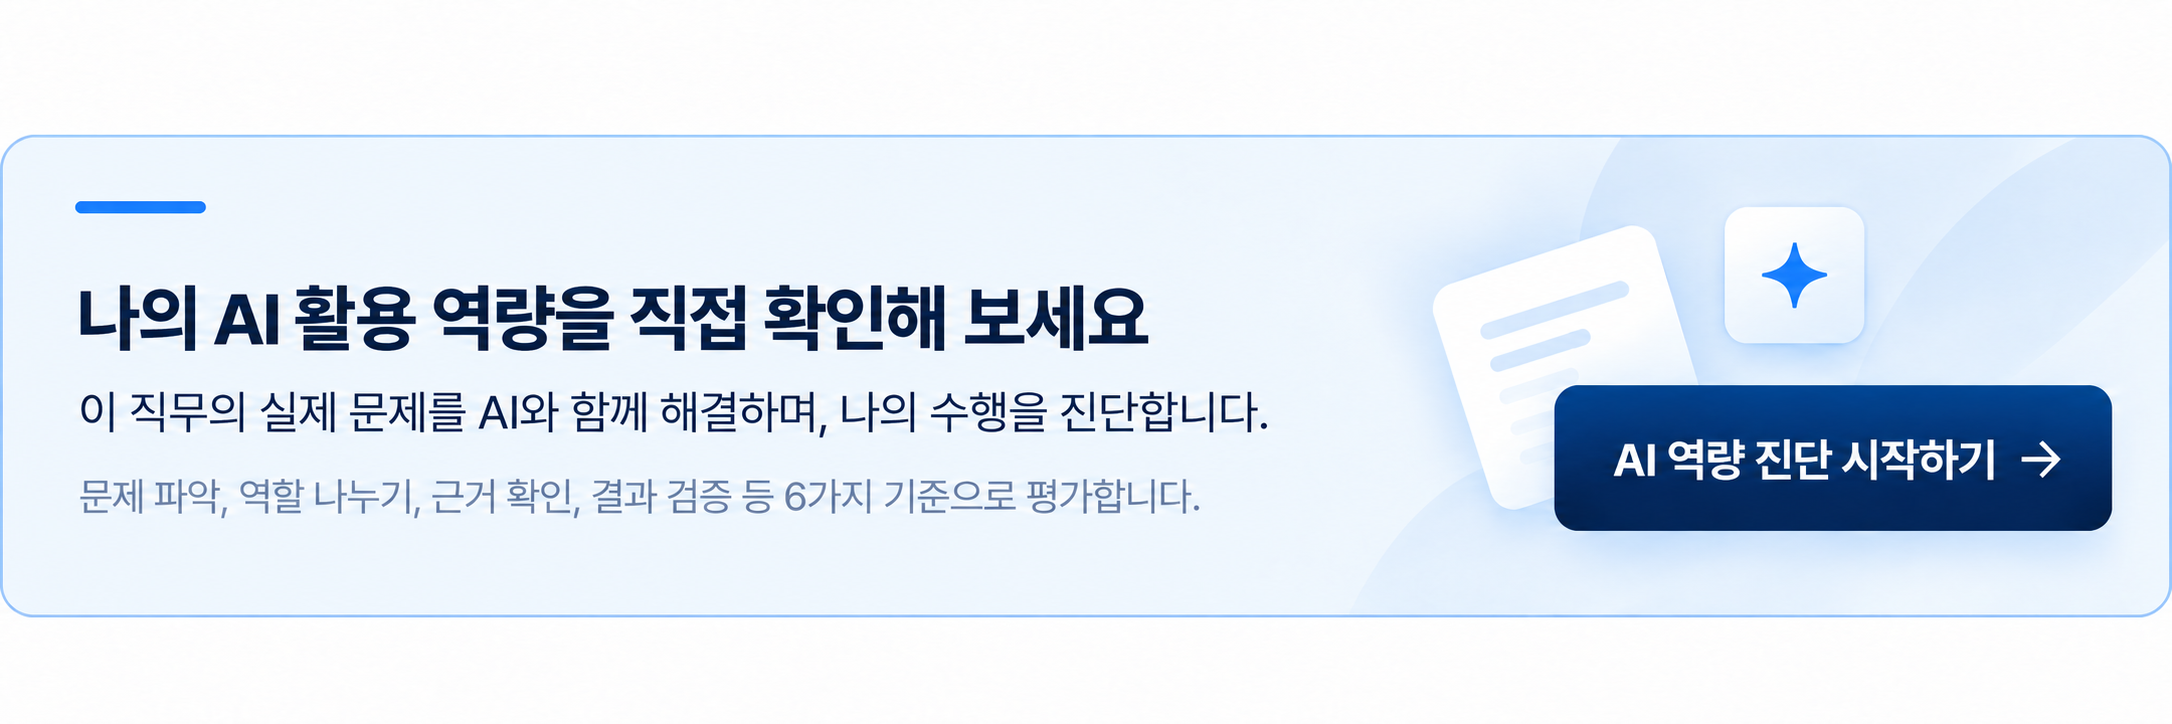 나의 AI 활용 역량을 직접 확인해 보세요
이 직무의 실제 문제를 AI와 함께 해결하며, 나의 수행을 진단합니다.
문제 파악, 역할 나누기, 근거 확인, 결과 검증 등 6가지 기준으로 평가합니다.
AI 역량 진단 시작하기 →